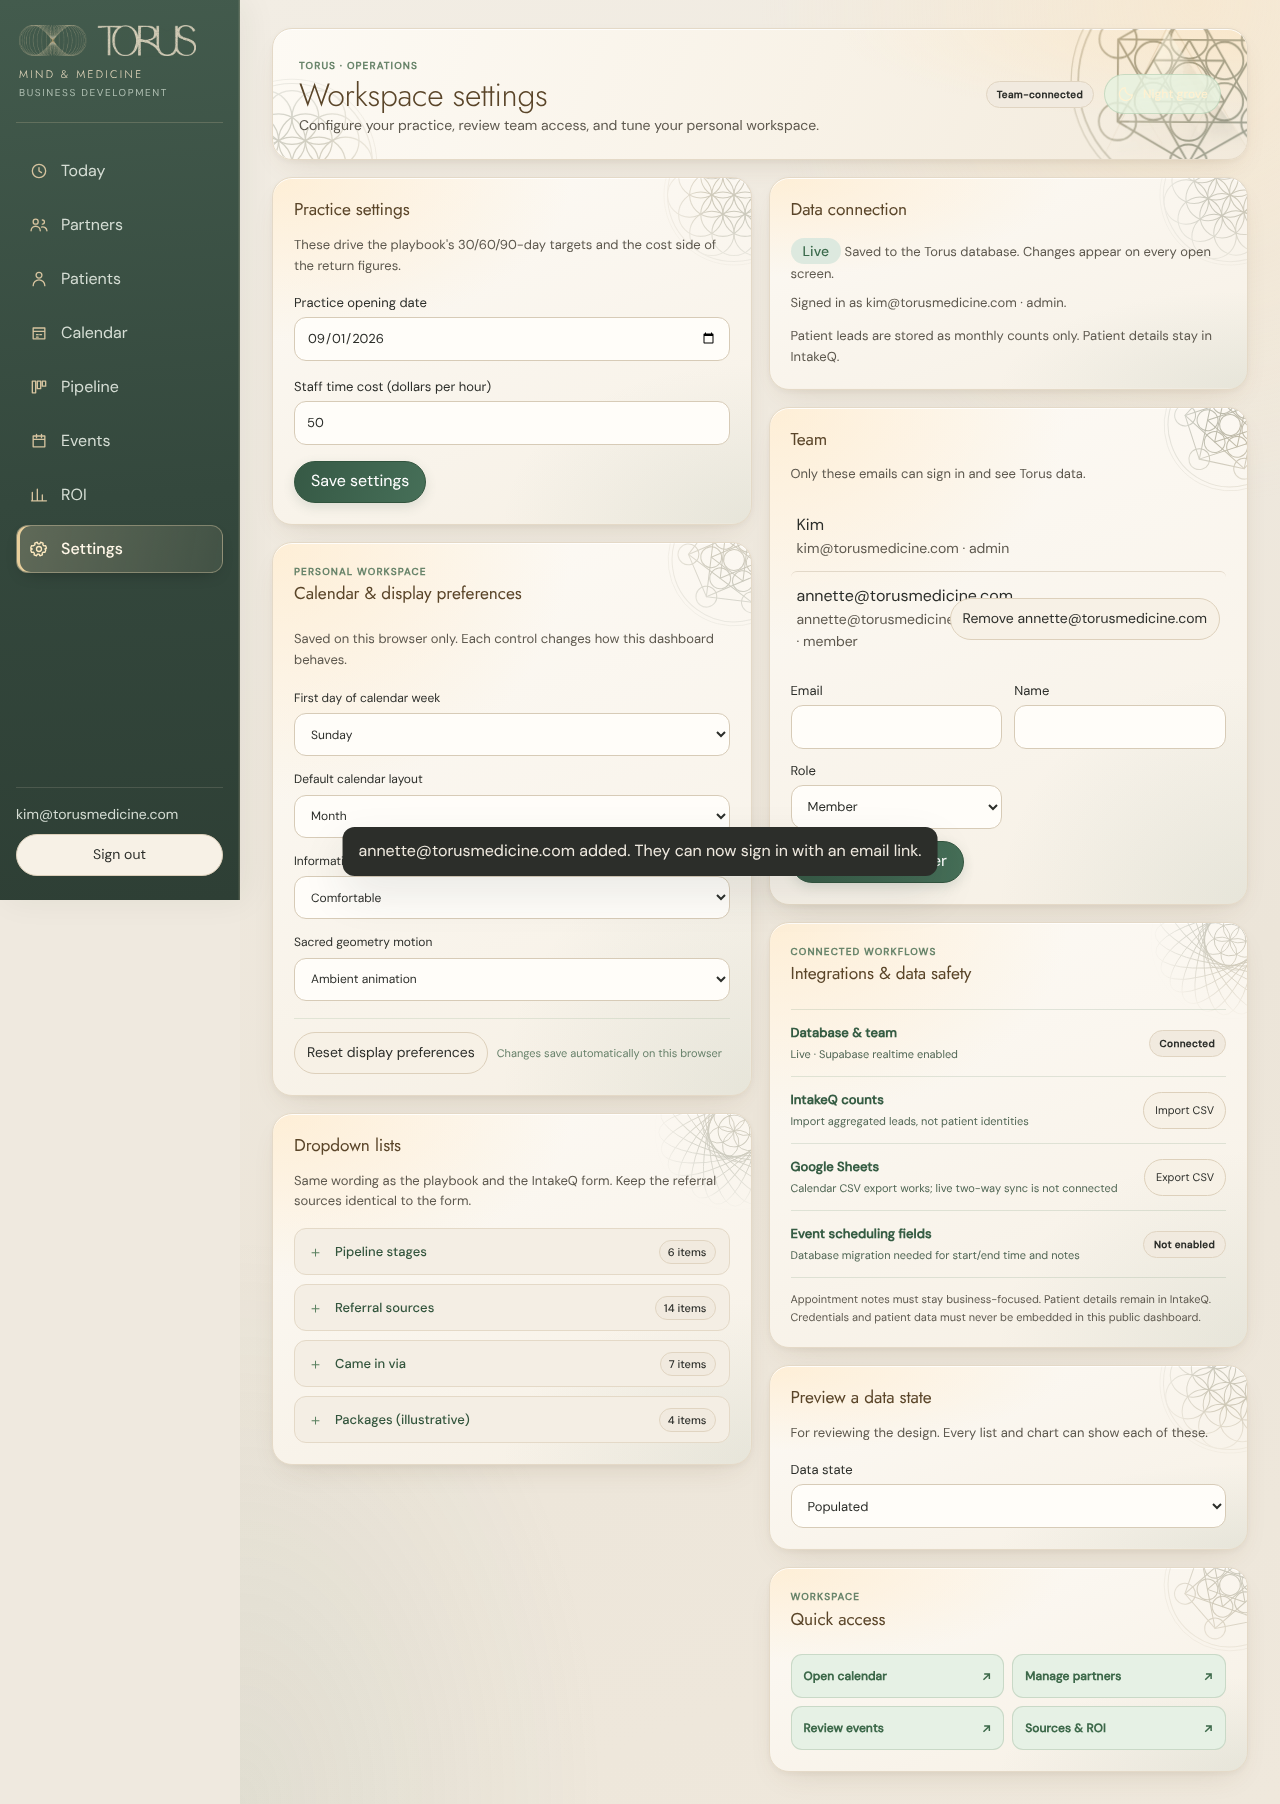 TORUS
MIND & MEDICINE
BUSINESS DEVELOPMENT
Today
Partners
Patients
Calendar
Pipeline
Events
ROI
Settings
kim@torusmedicine.com
Sign out
TORUS · OPERATIONS
Workspace settings
Configure your practice, review team access, and tune your personal workspace.
Team-connected
Practice settings
These drive the playbook's 30/60/90-day targets and the cost side of
the return figures.
Practice opening date
09/01/2026
Staff time cost (dollars per hour)
50
Save settings
PERSONAL WORKSPACE
Calendar & display preferences
Saved on this browser only. Each control changes how this dashboard
behaves.
First day of calendar week
Sunday
Default calendar layout
Month
Comfortable
Sacred geometry motion
Ambient animation
Reset display preferences
Changes save automatically on this browser
Dropdown lists
Same wording as the playbook and the IntakeQ form. Keep the referral
sources identical to the form.
+ Pipeline stages 6 items
+ Referral sources 14 items
+ Came in via 7 items
+ Packages (illustrative) 4 items
Data connection
Live Saved to the Torus database. Changes appear on every open
screen.
Signed in as kim@torusmedicine.com · admin.
Patient leads are stored as monthly counts only. Patient details stay in
IntakeQ.
Team
Only these emails can sign in and see Torus data.
Kim
kim@torusmedicine.com · admin
annette@torusmedicine.com
annette@torusmedicine
· member
Remove annette@torusmedicine.com
Email
Name
Role
Member
annette@torusmedicine.com added. They can now sign in with an email link.
CONNECTED WORKFLOWS
Integrations & data safety
Database & team
Live · Supabase realtime enabled
Connected
IntakeQ counts
Import aggregated leads, not patient identities
Import CSV
Google Sheets
Calendar CSV export works; live two-way sync is not connected
Export CSV
Event scheduling fields
Database migration needed for start/end time and notes
Not enabled
Appointment notes must stay business-focused. Patient details remain in IntakeQ.
Credentials and patient data must never be embedded in this public dashboard.
Preview a data state
For reviewing the design. Every list and chart can show each of these.
Data state
Populated
WORKSPACE
Quick access
Open calendar
Manage partners
Review events
Sources & ROI